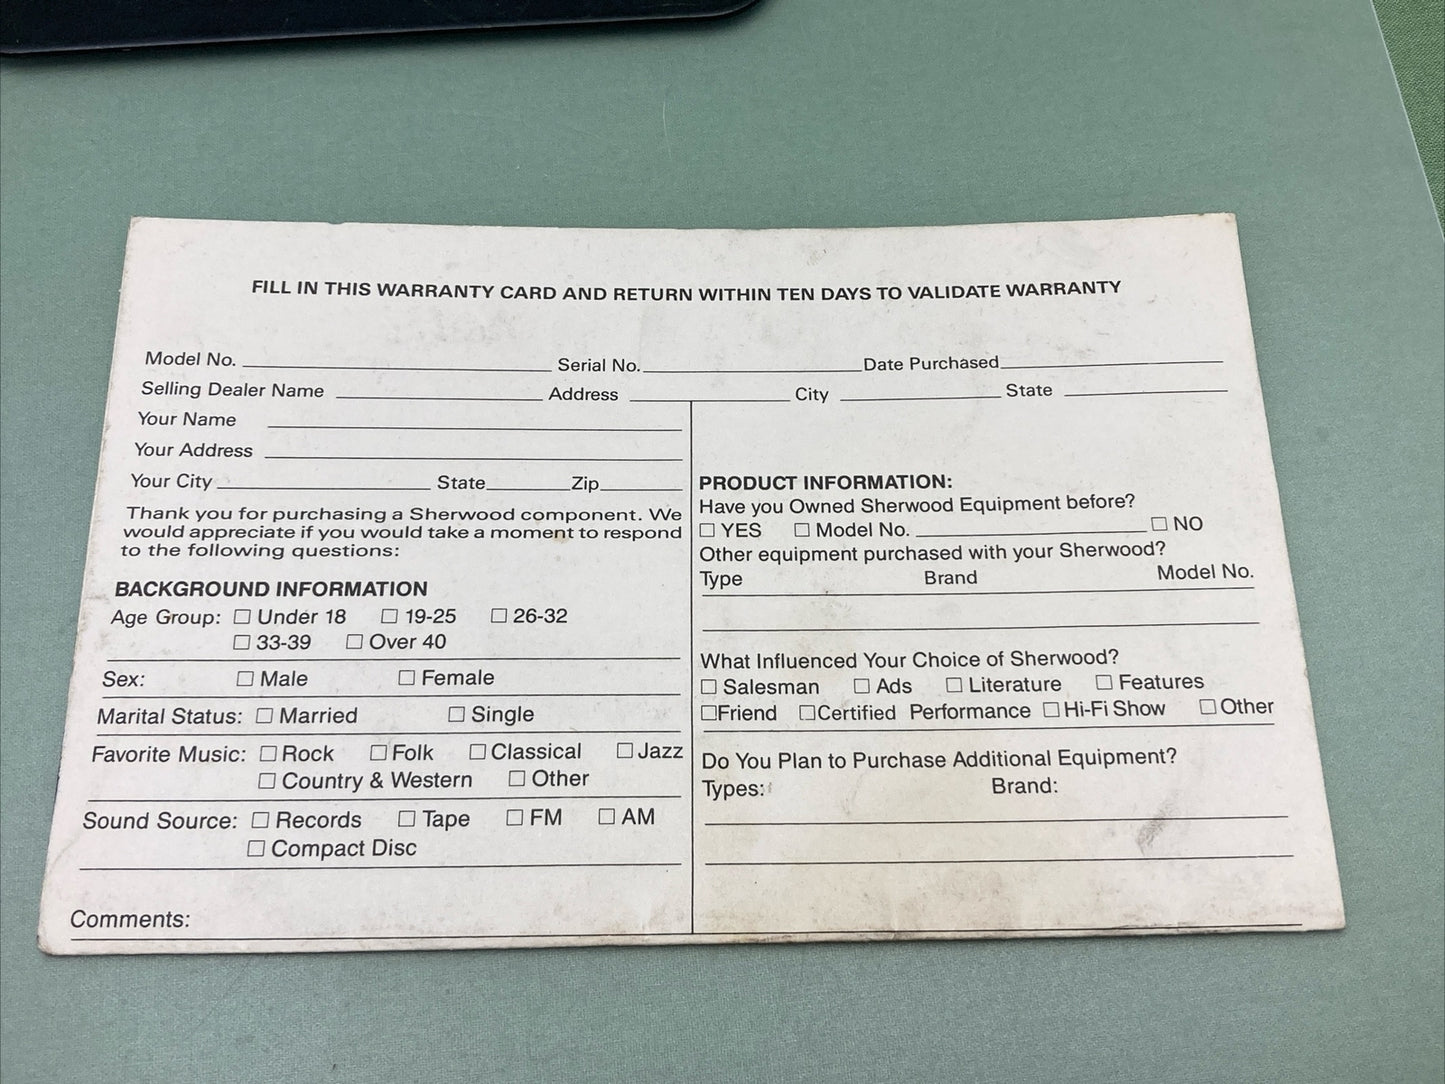 FILL IN THIS WARRANTY CARD AND RETURN WITHIN TEN DAYS TO VALIDATE WARRANTY
Model No. Serial No. Date Purchased
Selling Dealer Name Address City State
Your Name
Your Address
Your City State Zip
Thank you for purchasing a Sherwood component. We
would appreciate if you would take a moment to respond
to the following questions:
BACKGROUND INFORMATION
Age Group: ☐ Under 18 ☐ 19-25 ☐ 26-32
☐ 33-39 ☐ Over 40
Sex: ☐ Male ☐ Female
Marital Status: ☐ Married ☐ Single
Favorite Music: ☐ Rock ☐ Folk ☐ Classical ☐ Jazz
☐ Country & Western ☐ Other
Sound Source: ☐ Records ☐ Tape ☐ FM ☐ AM
☐ Compact Disc
Comments:
PRODUCT INFORMATION:
Have you Owned Sherwood Equipment before?
☐ YES ☐ Model No. ☐ NO
Other equipment purchased with your Sherwood?
Type Brand Model No.
What Influenced Your Choice of Sherwood?
☐ Salesman ☐ Ads ☐ Literature ☐ Features
☐ Friend ☐ Certified Performance ☐ Hi-Fi Show ☐ Other
Do You Plan to Purchase Additional Equipment?
Types: Brand: